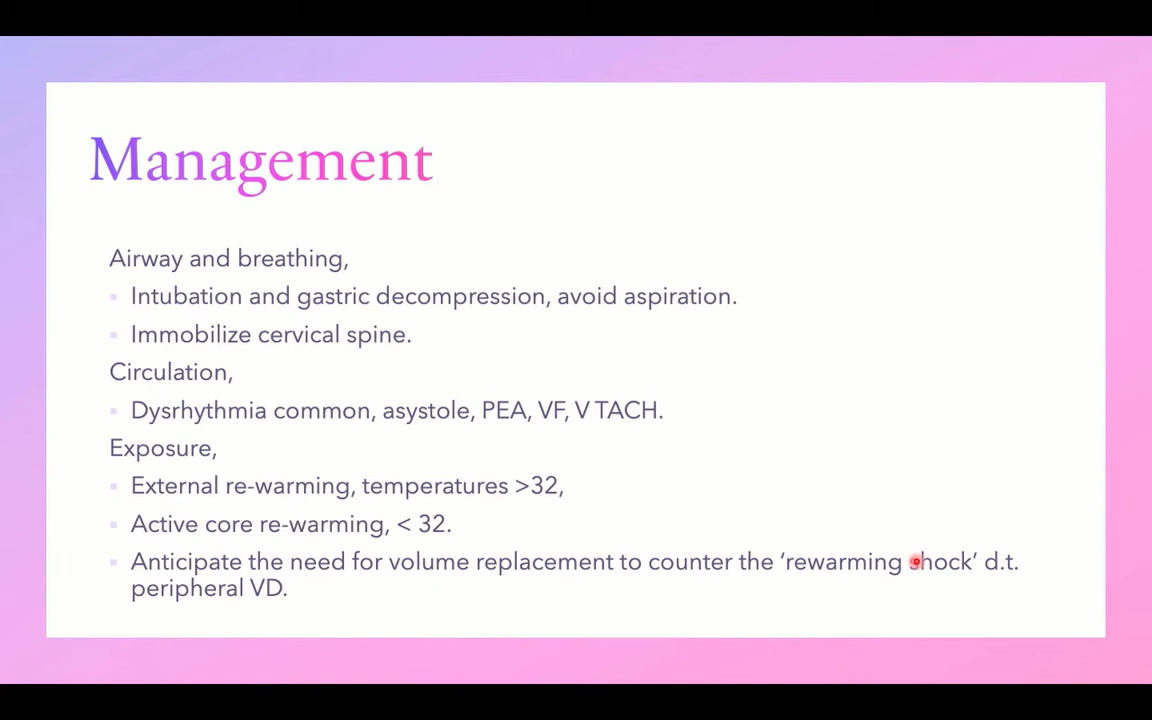 Management
Airway and breathing,
▪ Intubation and gastric decompression, avoid aspiration.
▪ Immobilize cervical spine.
Circulation,
▪ Dysrhythmia common, asystole, PEA, VF, V TACH.
Exposure,
▪ External re-warming, temperatures >32,
▪ Active core re-warming, < 32.
▪ Anticipate the need for volume replacement to counter the ‘rewarming shock’ d.t.
peripheral VD.